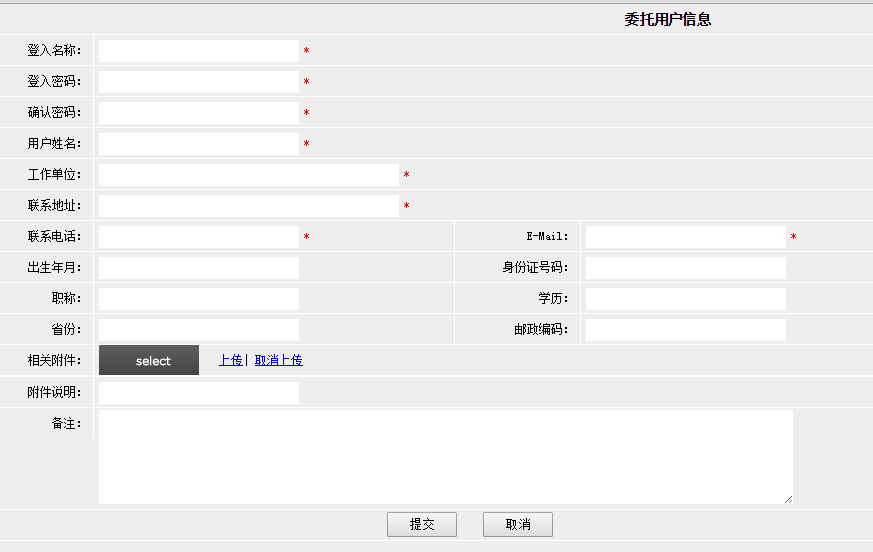 委托用户信息
登入名称： *
登入密码： *
确认密码： *
用户姓名： *
工作单位： *
联系地址： *
联系电话： * E-Mail： *
出生年月： 身份证号码：
职称： 学历：
省份： 邮政编码：
相关附件： select 上传| 取消上传
附件说明：
备注：
提交 取消